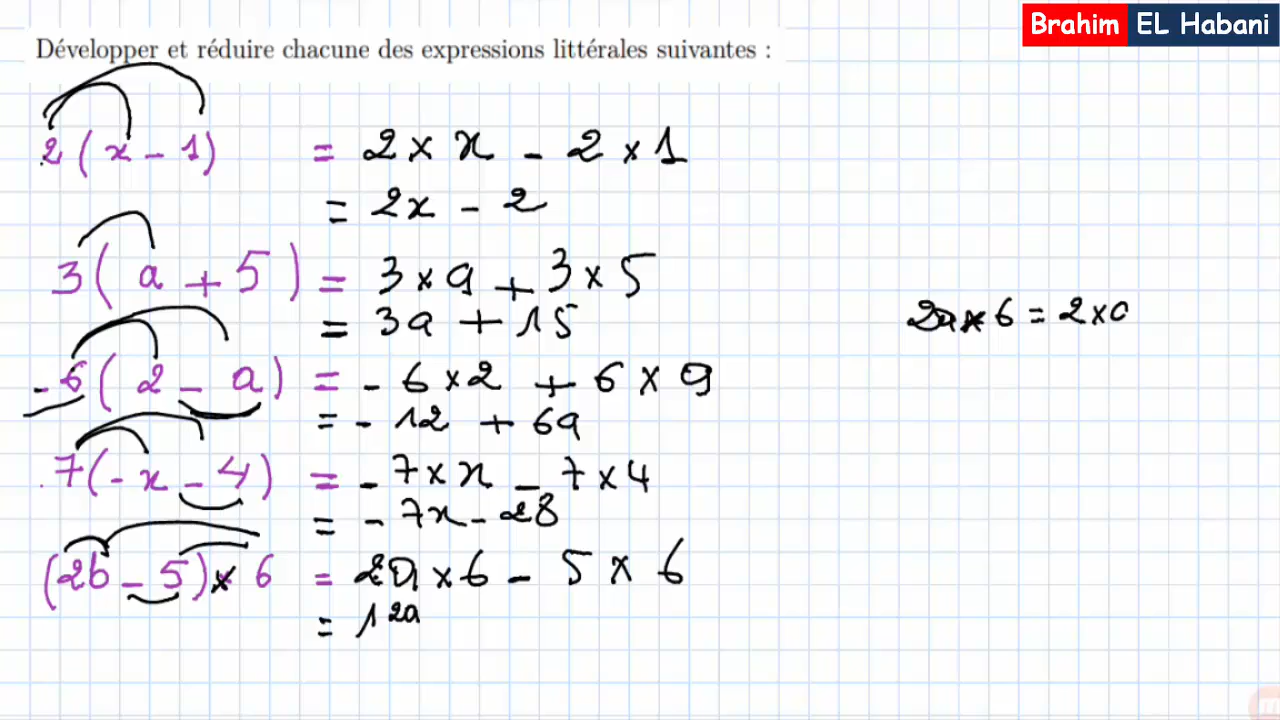 Brahim EL Habani
Développer et réduire chacune des expressions littérales suivantes :
2(x - 1) = 2 × x - 2 × 1
= 2x - 2
3(a + 5) = 3 × a + 3 × 5
= 3a + 15
2a × 6 = 2 × a
-6(2 - a) = -6 × 2 + 6 × a
= -12 + 6a
7(-x - 4) = -7 × x - 7 × 4
= -7x - 28
(2b - 5) × 6 = 2a × 6 - 5 × 6
= 12a